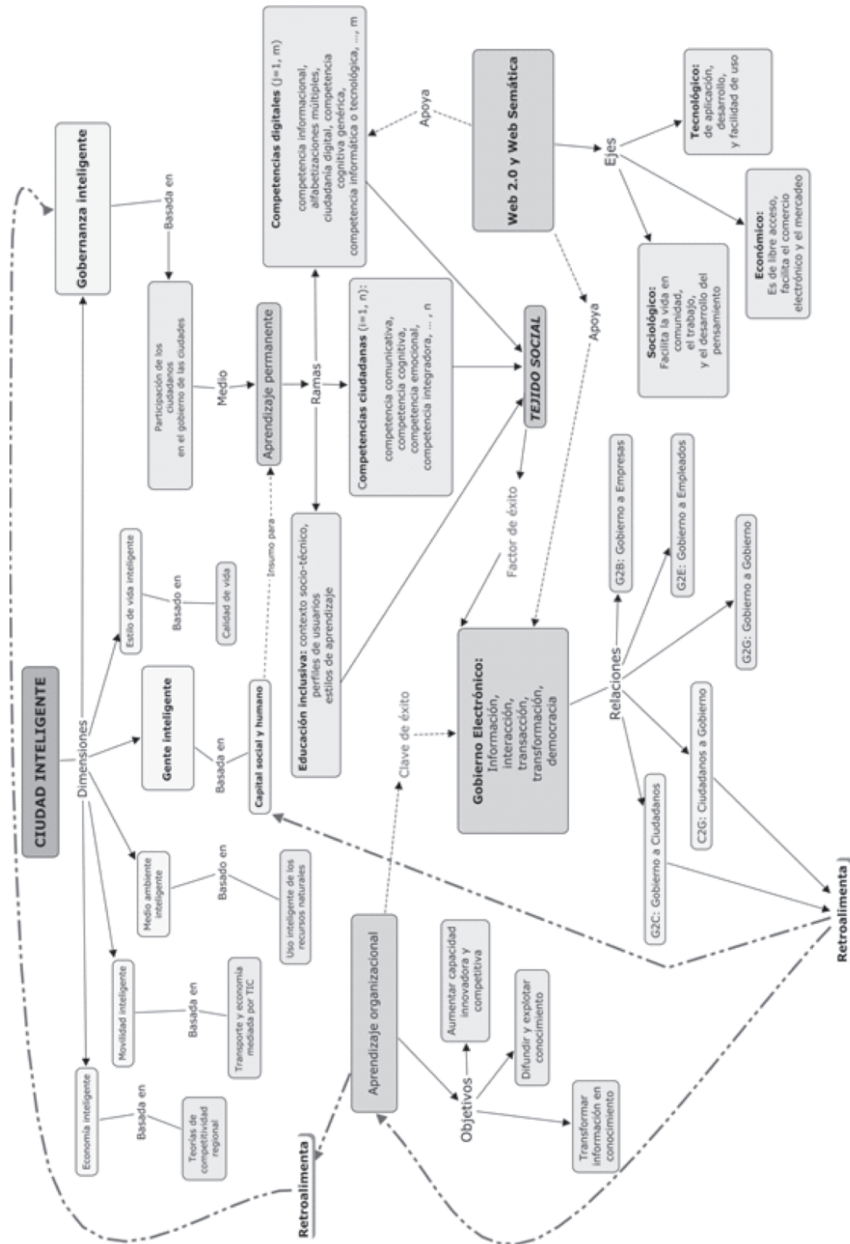 CIUDAD INTELIGENTE
Dimensiones
Economía inteligente
Basada en
Teorías de
competitividad
regional
Movilidad inteligente
Basada en
Transporte y economía
mediada por TIC
Medio ambiente
inteligente
Basado en
Uso inteligente de los
recursos naturales
Gente inteligente
Basada en
Capital social y humano
Insumo para
Estilo de vida inteligente
Basado en
Calidad de vida
Gobernanza inteligente
Basada en
Participación de los
ciudadanos
en el gobierno de las ciudades
Medio
Aprendizaje permanente
Ramas
Educación inclusiva: contexto socio-técnico,
perfiles de usuarios
estilos de aprendizaje
Competencias ciudadanas (i=1, n):
competencia comunicativa,
competencia cognitiva,
competencia emocional,
competencia integradora, ... , n
Competencias digitales (j=1, m)
competencia informacional,
alfabetizaciones múltiples,
ciudadanía digital, competencia
cognitiva genérica,
competencia informática o tecnológica, ..., m
Apoya
TEJIDO SOCIAL
Factor de éxito
Web 2.0 y Web Semática
Apoya
Ejes
Sociológico:
Facilita la vida en
comunidad,
el trabajo,
y el desarrollo del
pensamiento
Económico:
Es de libre acceso,
facilita el comercio
electrónico y el mercadeo
Tecnológico:
de aplicación,
desarrollo,
y facilidad de uso
Retroalimenta
Aprendizaje organizacional
Clave de éxito
Objetivos
Transformar
información en
conocimiento
Difundir y explotar
conocimiento
Aumentar capacidad
innovadora y
competitiva
Gobierno Electrónico:
Información,
interacción,
transacción,
transformación,
democracia
Relaciones
G2C: Gobierno a Ciudadanos
C2G: Ciudadanos a Gobierno
G2G: Gobierno a Gobierno
G2E: Gobierno a Empleados
G2B: Gobierno a Empresas
Retroalimenta